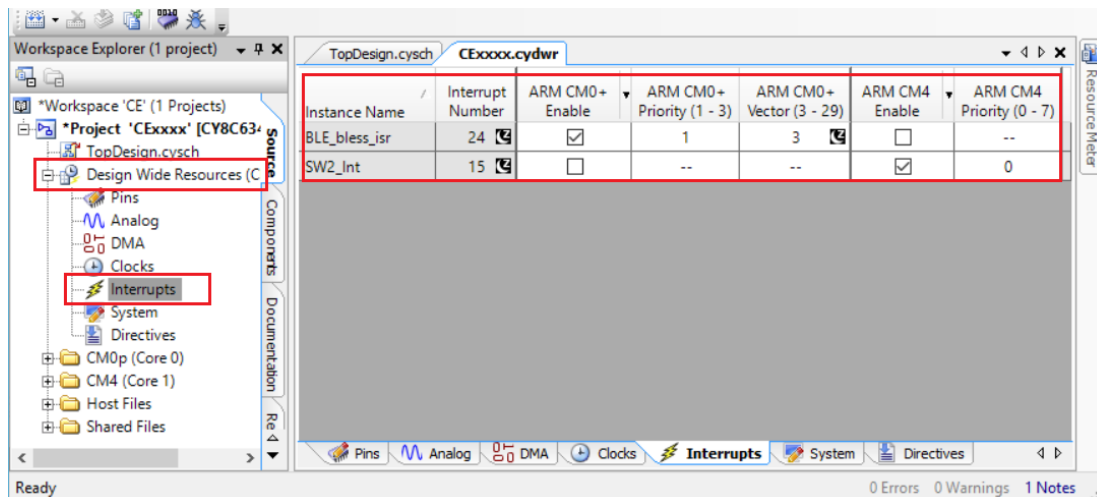 Workspace Explorer (1 project)
*Workspace 'CE' (1 Projects)
*Project 'CExxxx' [CY8C634
TopDesign.cysch
Design Wide Resources (C
Pins
Analog
DMA
Clocks
Interrupts
System
Directives
CM0p (Core 0)
CM4 (Core 1)
Host Files
Shared Files
Source
Components
Documentation
Re
TopDesign.cysch
CExxxx.cydwr
Instance Name Interrupt Number ARM CM0+ Enable ARM CM0+ Priority (1 - 3) ARM CM0+ Vector (3 - 29) ARM CM4 Enable ARM CM4 Priority (0 - 7)
BLE_bless_isr 24 1 3 --
SW2_Int 15 -- -- 0
Pins Analog DMA Clocks Interrupts System Directives
Resource Meter
Ready 0 Errors 0 Warnings 1 Notes